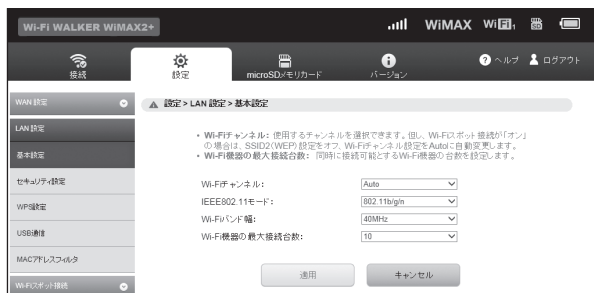 Wi-Fi WALKER WiMAX2+
WiMAX WiFi 1
接続
設定
microSDメモリカード
バージョン
ヘルプ
ログアウト
WAN 設定
LAN 設定
基本設定
セキュリティ設定
WPS設定
USB通信
MACアドレスフィルタ
Wi-Fiスポット接続
設定 > LAN 設定 > 基本設定
• Wi-Fiチャンネル: 使用するチャンネルを選択できます。但し、Wi-Fiスポット接続が「オン」
の場合は、SSID2(WEP)設定をオフ、Wi-Fiチャンネル設定をAutoに自動変更します。
• Wi-Fi機器の最大接続台数: 同時に接続可能とするWi-Fi機器の台数を設定します。
Wi-Fiチャンネル: Auto
IEEE802.11モード: 802.11b/g/n
Wi-Fiバンド幅: 40MHz
Wi-Fi機器の最大接続台数: 10
適用
キャンセル